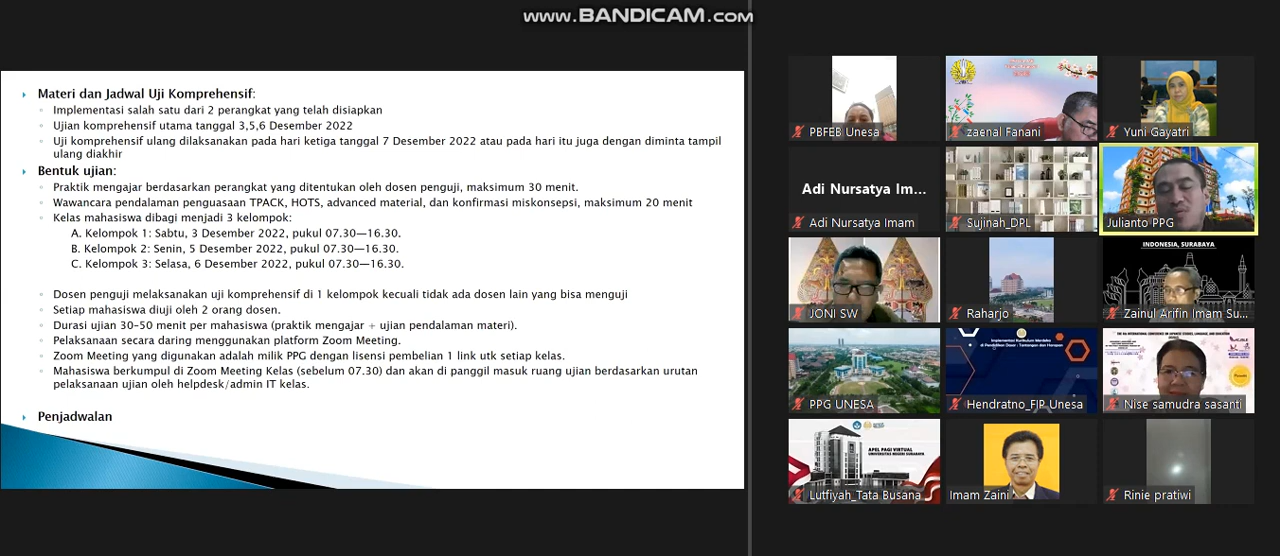 www.BANDICAM.com
Materi dan Jadwal Uji Komprehensif:
Implementasi salah satu dari 2 perangkat yang telah disiapkan
Ujian komprehensif utama tanggal 3,5,6 Desember 2022
Uji komprehensif ulang dilaksanakan pada hari ketiga tanggal 7 Desember 2022 atau pada hari itu juga dengan diminta tampil
ulang diakhir
Bentuk ujian:
Praktik mengajar berdasarkan perangkat yang ditentukan oleh dosen penguji, maksimum 30 menit.
Wawancara pendalaman penguasaan TPACK, HOTS, advanced material, dan konfirmasi miskonsepsi, maksimum 20 menit
Kelas mahasiswa dibagi menjadi 3 kelompok:
A. Kelompok 1: Sabtu, 3 Desember 2022, pukul 07.30—16.30.
B. Kelompok 2: Senin, 5 Desember 2022, pukul 07.30—16.30.
C. Kelompok 3: Selasa, 6 Desember 2022, pukul 07.30—16.30.
Dosen penguji melaksanakan uji komprehensif di 1 kelompok kecuali tidak ada dosen lain yang bisa menguji
Setiap mahasiswa diuji oleh 2 orang dosen.
Durasi ujian 30-50 menit per mahasiswa (praktik mengajar + ujian pendalaman materi).
Pelaksanaan secara daring menggunakan platform Zoom Meeting.
Zoom Meeting yang digunakan adalah milik PPG dengan lisensi pembelian 1 link utk setiap kelas.
Mahasiswa berkumpul di Zoom Meeting Kelas (sebelum 07.30) dan akan di panggil masuk ruang ujian berdasarkan urutan
pelaksanaan ujian oleh helpdesk/admin IT kelas.
Penjadwalan
PBFEB Unesa
zaenal Fanani
Yuni Gayatri
Adi Nursatya Im...
Adi Nursatya Imam
Sujinah_DPL
Julianto PPG
JONI SW
Raharjo
INDONESIA, SURABAYA
Zainul Arifin Imam Su...
PPG UNESA
Implementasi Kurikulum Merdeka
di Pendidikan Dasar : Tantangan dan Harapan
Hendratno_FIP Unesa
Nise samudra sasanti
APEL PAGI VIRTUAL
UNIVERSITAS NEGERI SURABAYA
Lutfiyah_Tata Busana
Imam Zaini
Rinie pratiwi